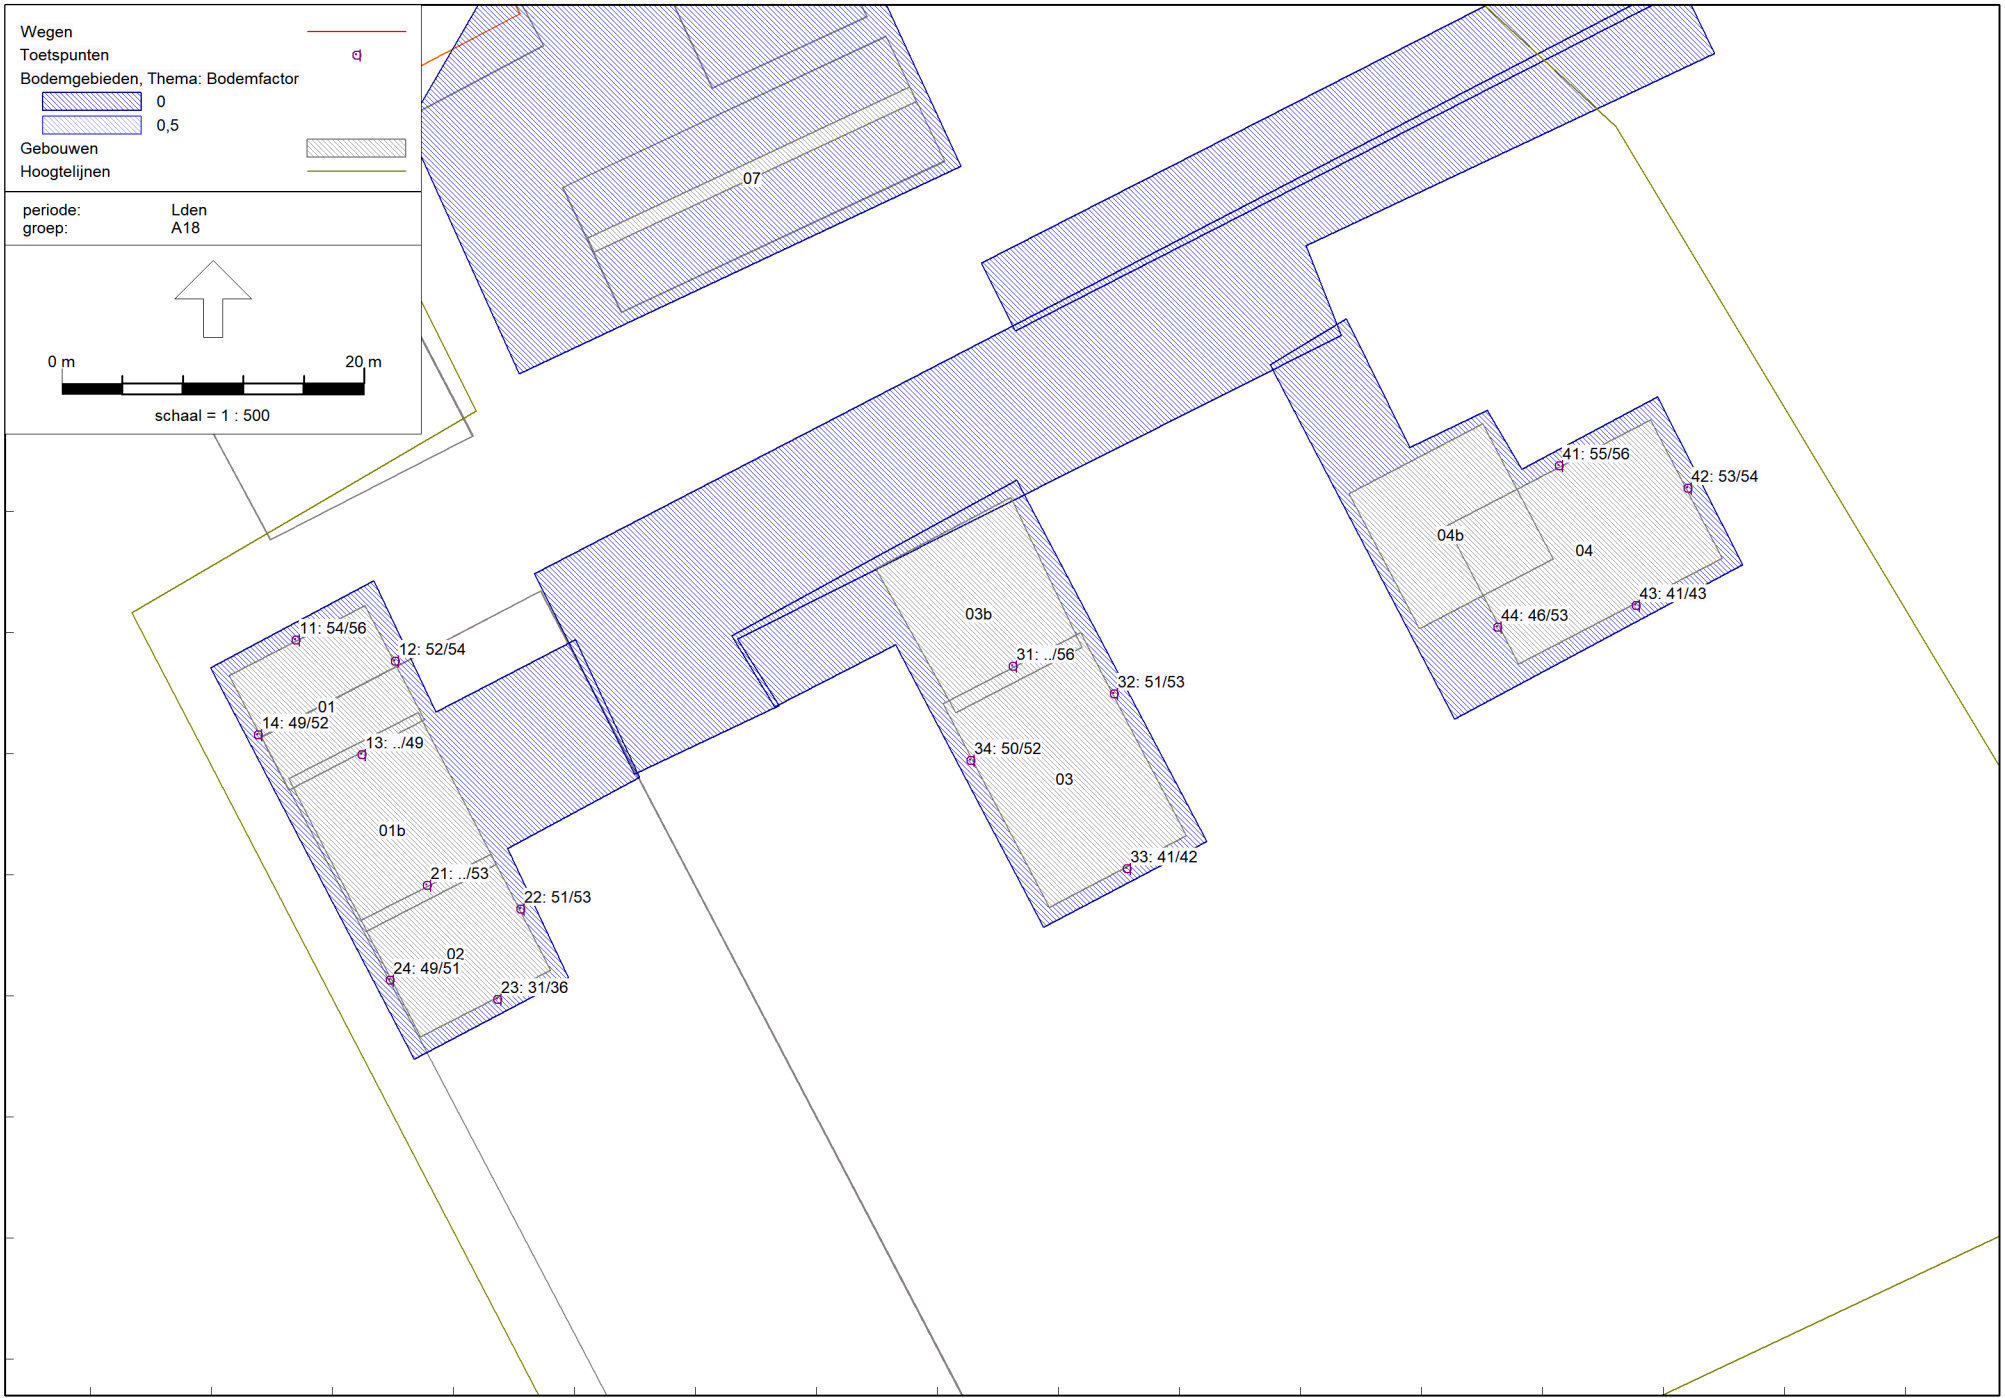 Wegen
Toetspunten
Bodemgebieden, Thema: Bodemfactor
0
0,5
Gebouwen
Hoogtelijnen
periode: Lden
groep: A18
0 m 20 m
schaal = 1 : 500
07
41: 55/56
42: 53/54
04b
04
43: 41/43
44: 46/53
03b
31: ../56
32: 51/53
34: 50/52
03
33: 41/42
11: 54/56
12: 52/54
01
14: 49/52
13: ../49
01b
21: ../53
22: 51/53
02
24: 49/51
23: 31/36